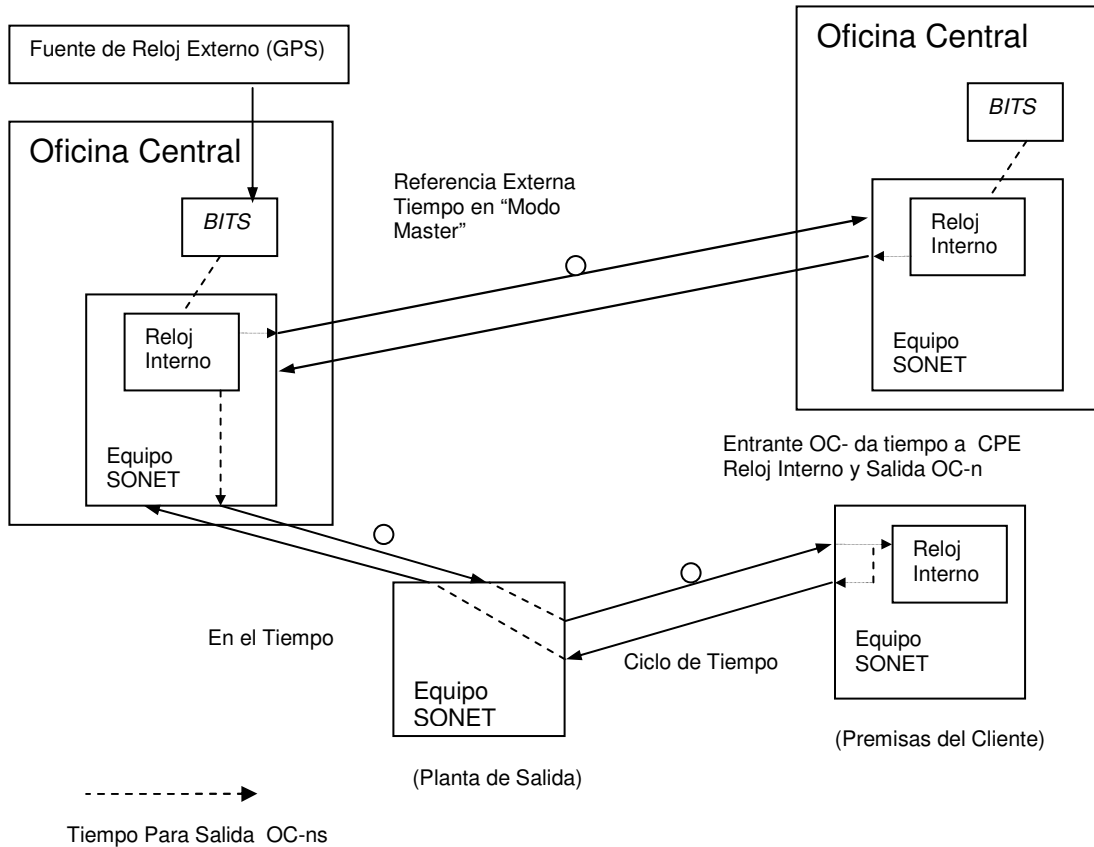 Fuente de Reloj Externo (GPS)
Oficina Central
BITS
Reloj
Interno
Equipo
SONET
Referencia Externa
Tiempo en “Modo
Master”
Oficina Central
BITS
Reloj
Interno
Equipo
SONET
Entrante OC- da tiempo a CPE
Reloj Interno y Salida OC-n
Reloj
Interno
Equipo
SONET
(Premisas del Cliente)
En el Tiempo
Ciclo de Tiempo
Equipo
SONET
(Planta de Salida)
Tiempo Para Salida OC-ns